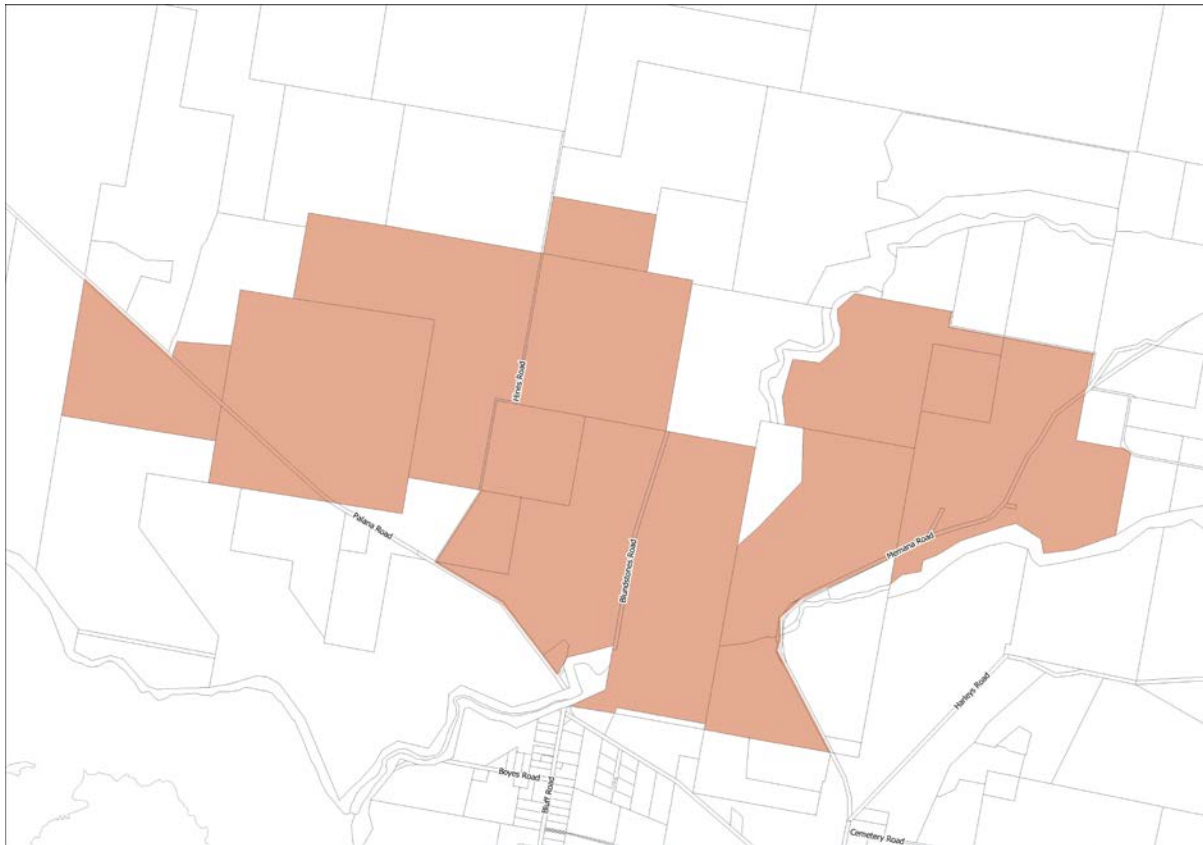 Hines Road
Palana Road
Blundstones Road
Memana Road
Harleys Road
Boyes Road
Bluff Road
Cemetery Road